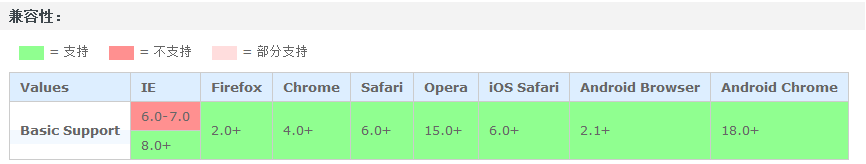 兼容性：
= 支持 = 不支持 = 部分支持
Values IE Firefox Chrome Safari Opera iOS Safari Android Browser Android Chrome
Basic Support 6.0-7.0 2.0+ 4.0+ 6.0+ 15.0+ 6.0+ 2.1+ 18.0+
8.0+